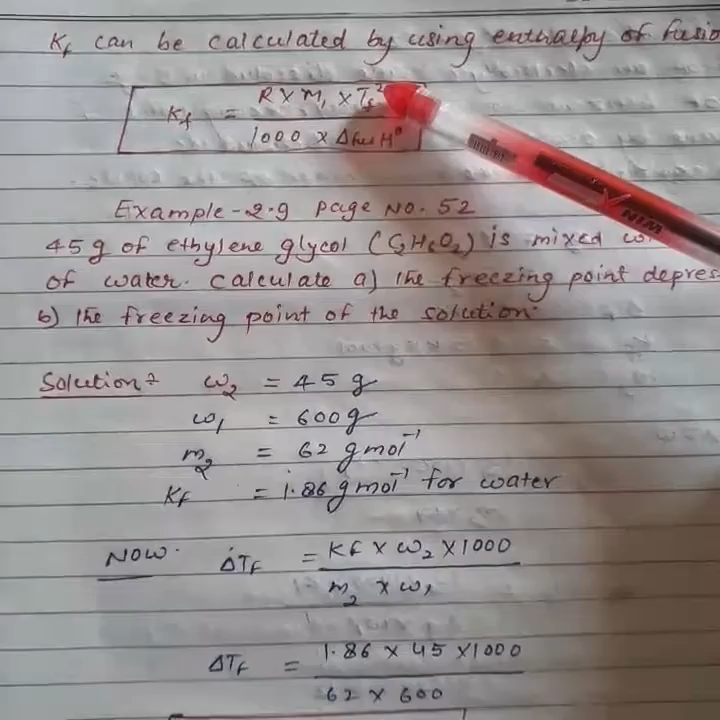 Kf can be calculated by using enthalpy of fusio
Kf = R × M₁ × Tf² / 1000 × ΔfusH°
Example-2.9 page No. 52
45 g of ethylene glycol (C₂H₆O₂) is mixed
of water. Calculate a) The freezing point depres
b) The freezing point of the solution.
Solution: w₂ = 45 g
w₁ = 600g
m₂ = 62 gmol⁻¹
Kf = 1.86 g mol⁻¹ for water
NOW. ΔTf = Kf × w₂ × 1000 / m₂ × w₁
ΔTf = 1.86 × 45 × 1000 / 62 × 600